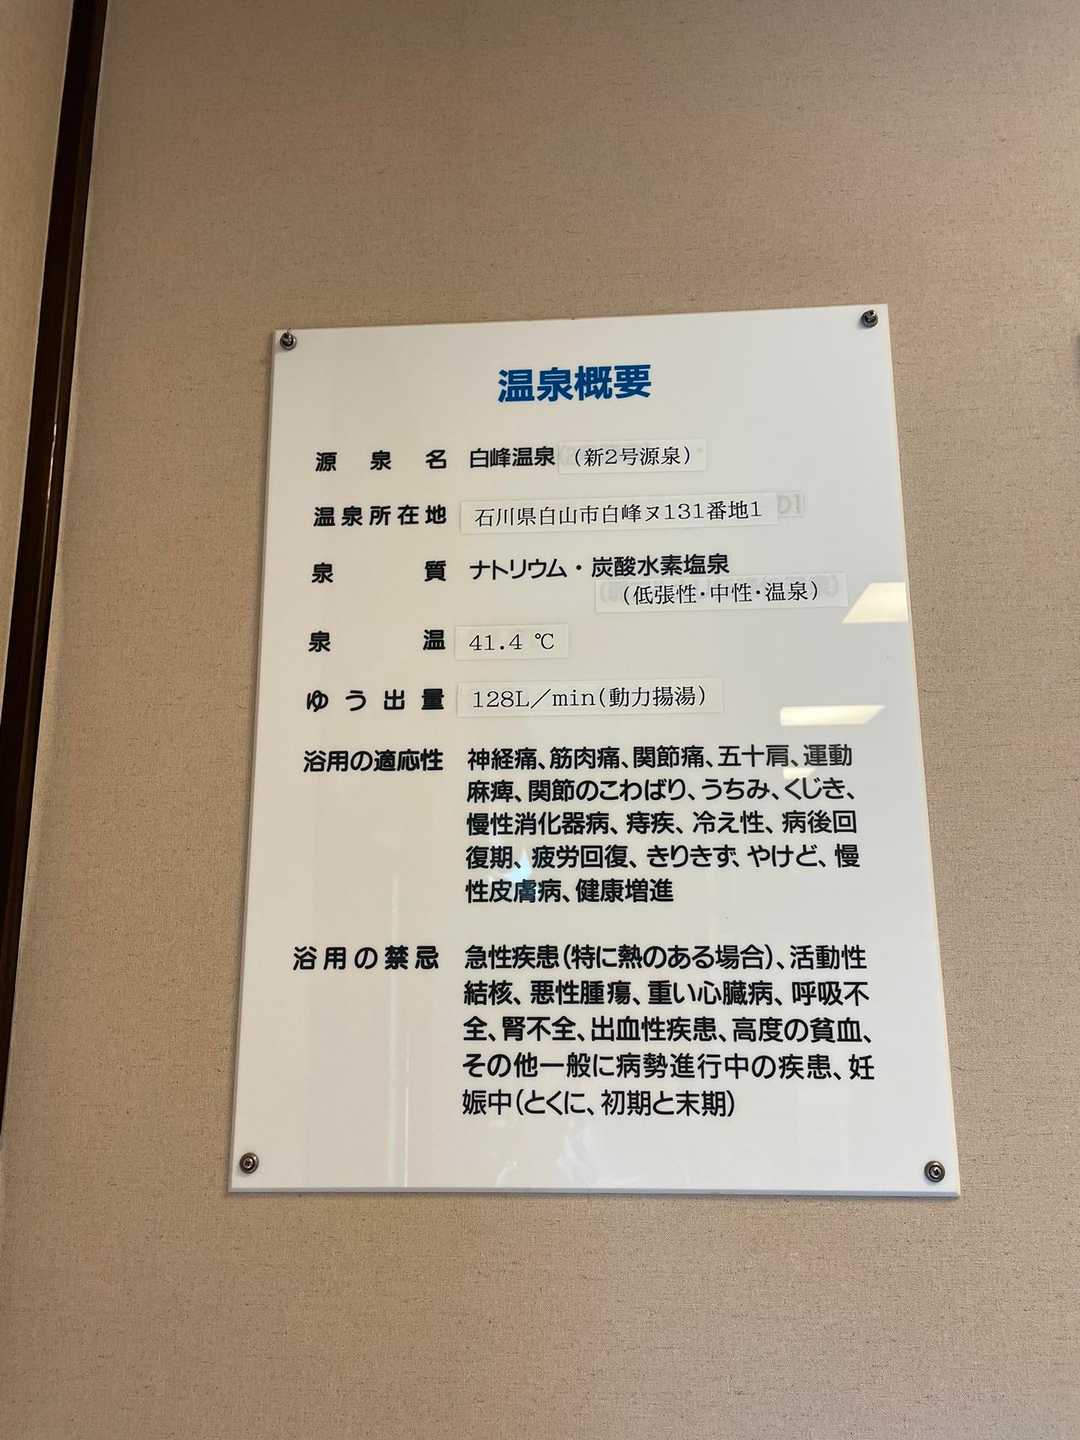 温泉概要
源泉名 白峰温泉 (新2号源泉)
温泉所在地 石川県白山市白峰ヌ131番地1
泉質 ナトリウム・炭酸水素塩泉
(低張性・中性・温泉)
泉温 41.4 ℃
ゆう出量 128L／min(動力揚湯)
浴用の適応性 神経痛、筋肉痛、関節痛、五十肩、運動
麻痺、関節のこわばり、うちみ、くじき、
慢性消化器病、痔疾、冷え性、病後回
復期、疲労回復、きりきず、やけど、慢
性皮膚病、健康増進
浴用の禁忌 急性疾患(特に熱のある場合)、活動性
結核、悪性腫瘍、重い心臓病、呼吸不
全、腎不全、出血性疾患、高度の貧血、
その他一般に病勢進行中の疾患、妊
娠中(とくに、初期と末期)